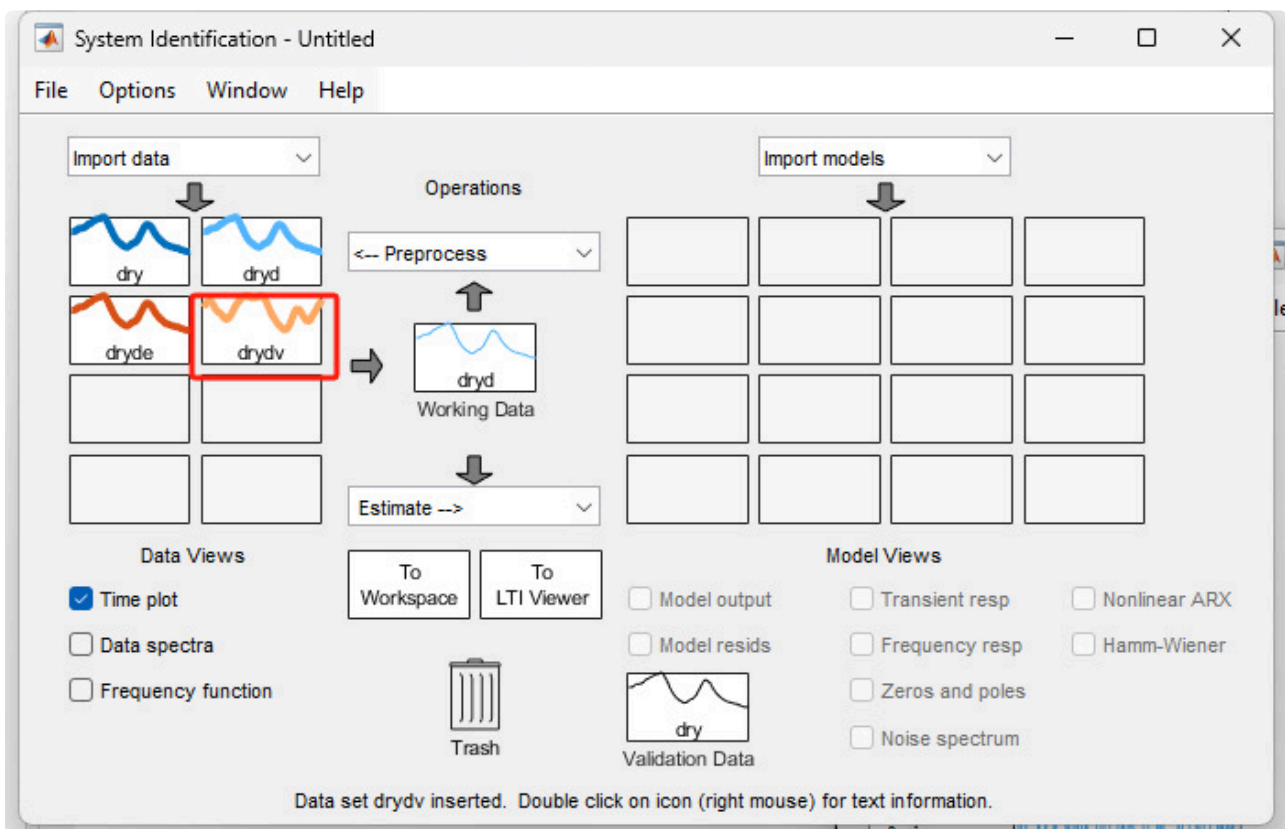 System Identification - Untitled
File Options Window Help
Import data
Import models
Operations
dry
dryd
<-- Preprocess
dryde
drydv
dryd
Working Data
Estimate -->
Data Views
Model Views
Time plot
Data spectra
Frequency function
To
Workspace
To
LTI Viewer
Trash
Model output
Transient resp
Nonlinear ARX
Model resids
Frequency resp
Hamm-Wiener
Zeros and poles
Noise spectrum
dry
Validation Data
Data set drydv inserted. Double click on icon (right mouse) for text information.